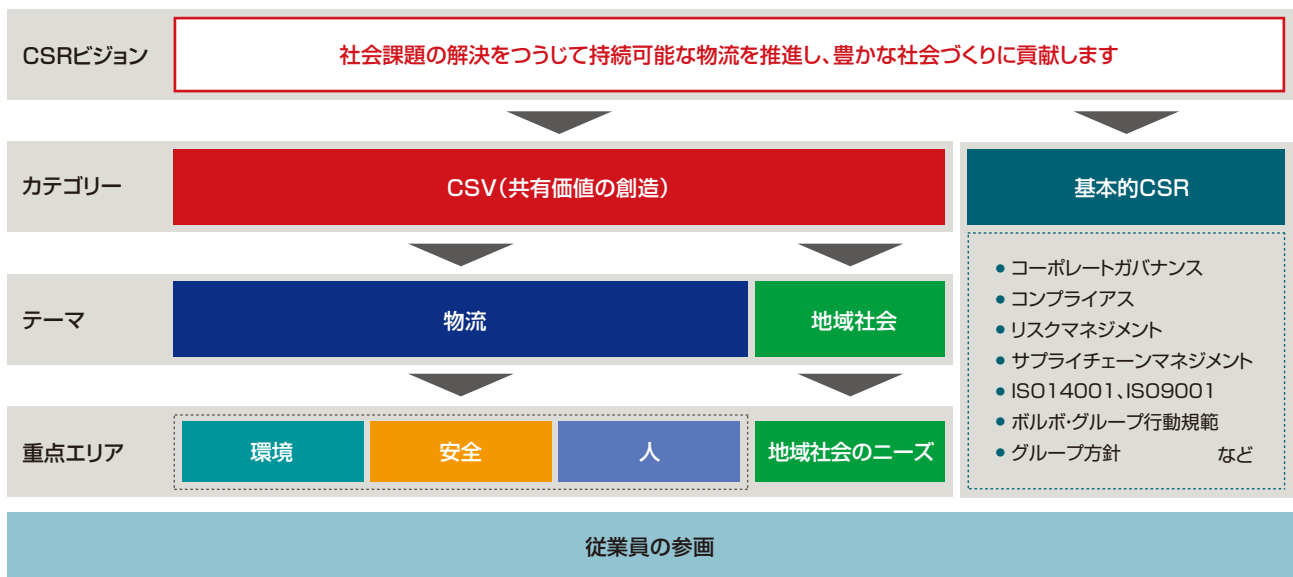 CSRビジョン
社会課題の解決をつうじて持続可能な物流を推進し、豊かな社会づくりに貢献します
カテゴリー
CSV（共有価値の創造）
基本的CSR
テーマ
物流
地域社会
重点エリア
環境
安全
人
地域社会のニーズ
• コーポレートガバナンス
• コンプライアス
• リスクマネジメント
• サプライチェーンマネジメント
• ISO14001、ISO9001
• ボルボ・グループ行動規範
• グループ方針 など
従業員の参画